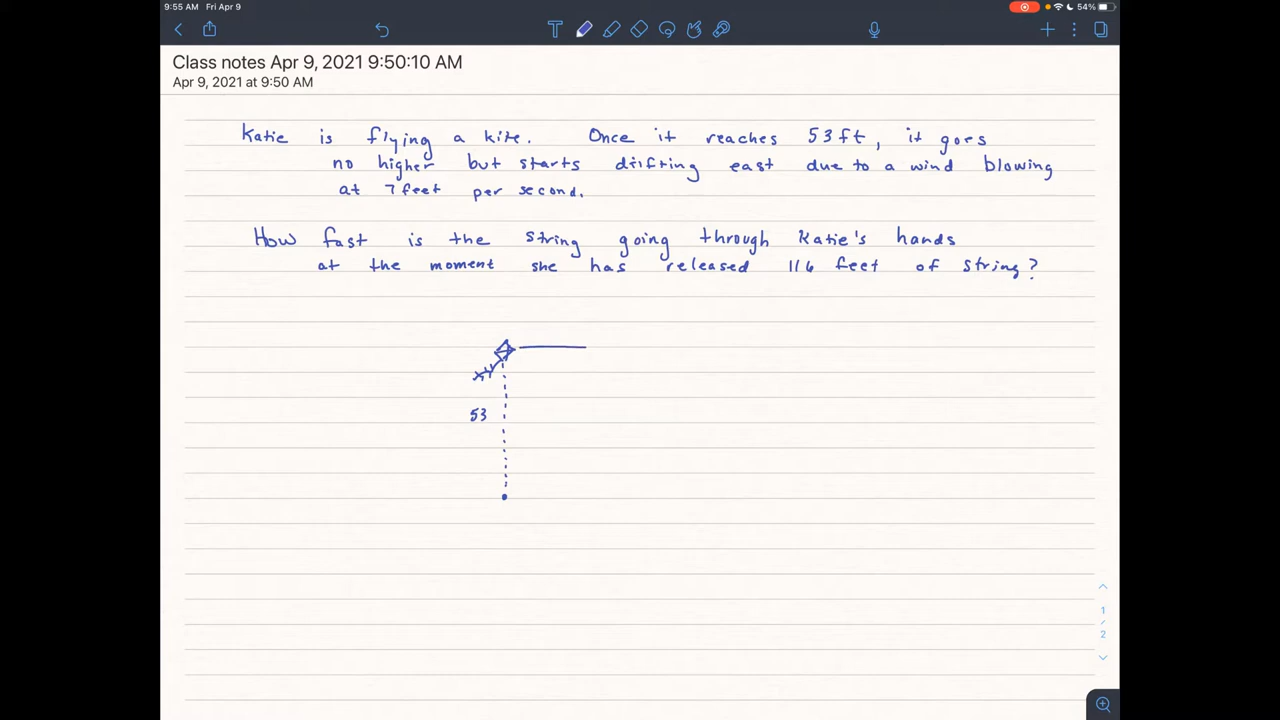 9:55 AM Fri Apr 9
54%
Class notes Apr 9, 2021 9:50:10 AM
Apr 9, 2021 at 9:50 AM
Katie is flying a kite. Once it reaches 53ft, it goes
no higher but starts drifting east due to a wind blowing
at 7 feet per second.
How fast is the string going through Katie's hands
at the moment she has released 116 feet of string?
53
1
/
2